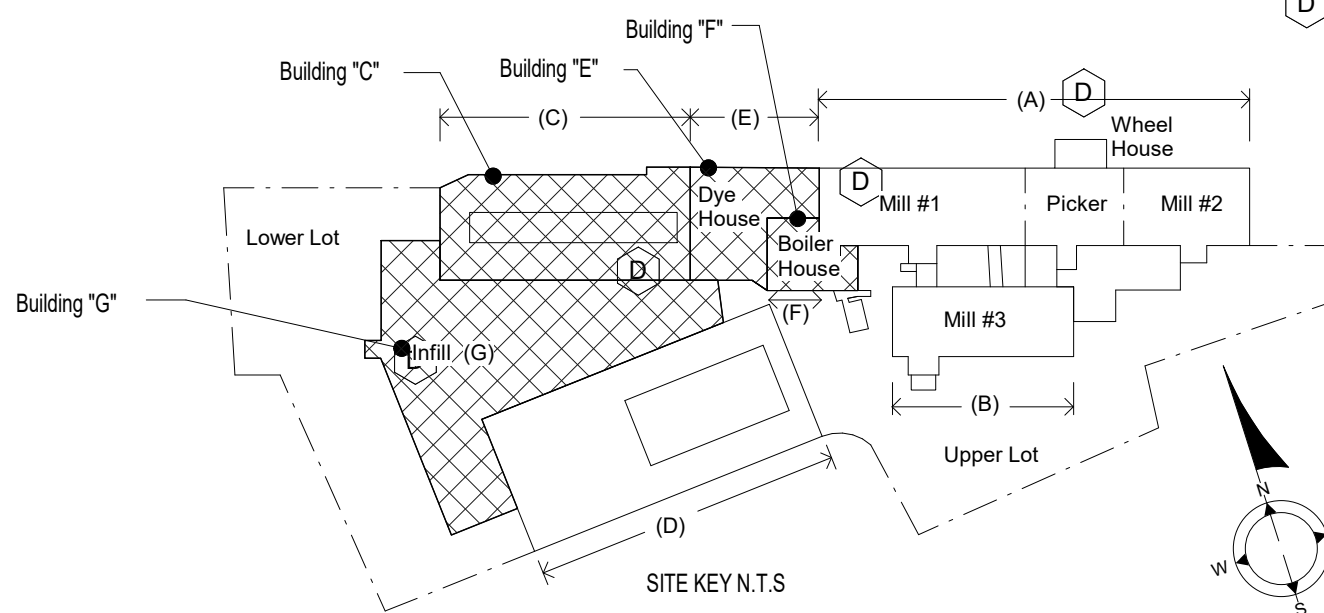 D
Building "F"
Building "C"
Building "E"
(C)
(E)
(A)
D
Wheel
House
D
Dye
House
Mill #1
Picker
Mill #2
Lower Lot
Boiler
House
D
Building "G"
(F)
Mill #3
Infill (G)
(B)
Upper Lot
(D)
N
W
S
SITE KEY N.T.S